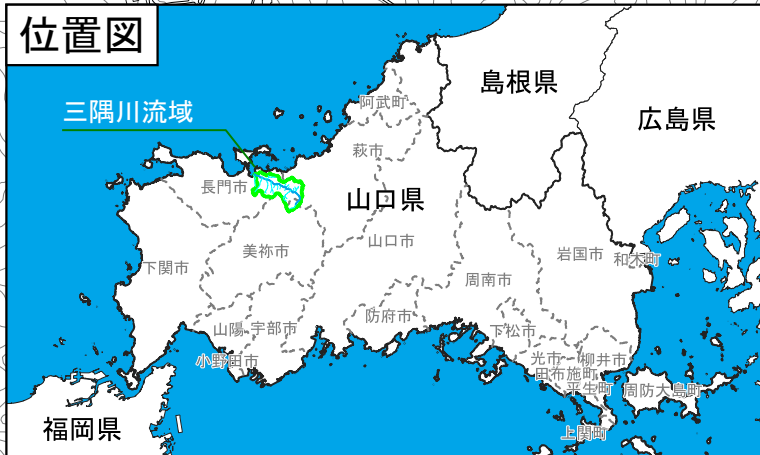 位置図
島根県
広島県
三隅川流域
阿武町
萩市
長門市
山口県
山口市
美祢市
岩国市
和木町
下関市
周南市
防府市
山陽
小野田市
宇部市
下松市
光市
柳井市
田布施町
平生町
周防大島町
上関町
福岡県